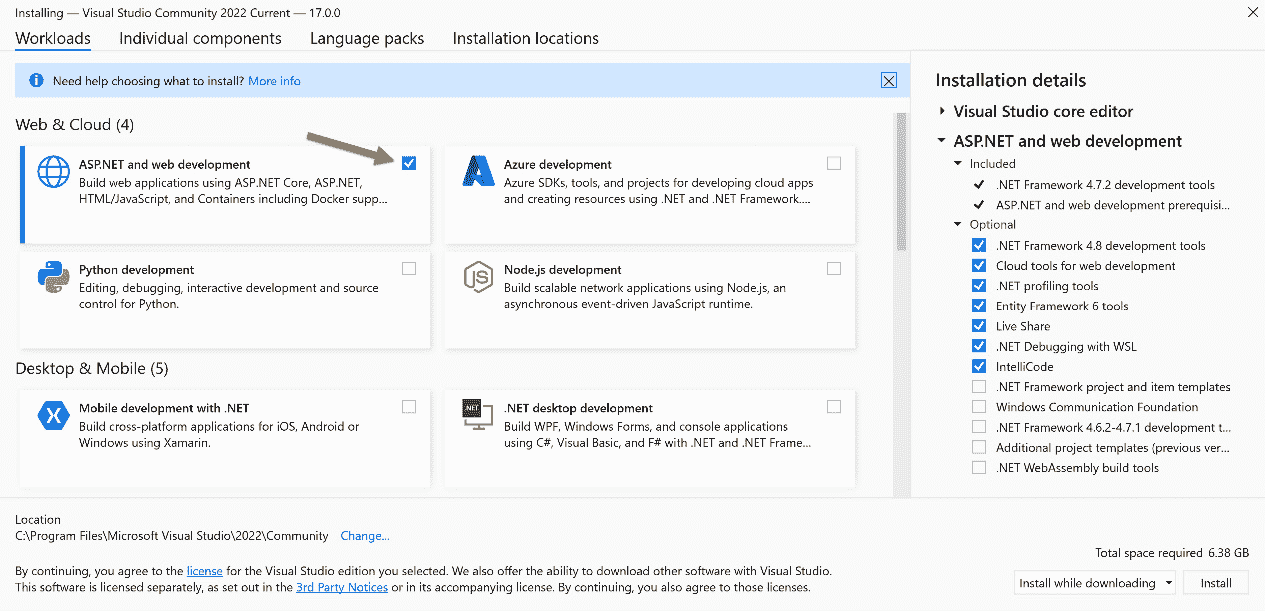 Installing — Visual Studio Community 2022 Current — 17.0.0
Workloads Individual components Language packs Installation locations
Need help choosing what to install? More info
Web & Cloud (4)
ASP.NET and web development
Build web applications using ASP.NET Core, ASP.NET,
HTML/JavaScript, and Containers including Docker supp...
Azure development
Azure SDKs, tools, and projects for developing cloud apps
and creating resources using .NET and .NET Framework....
Python development
Editing, debugging, interactive development and source
control for Python.
JS
Node.js development
Build scalable network applications using Node.js, an
asynchronous event-driven JavaScript runtime.
Desktop & Mobile (5)
Mobile development with .NET
Build cross-platform applications for iOS, Android or
Windows using Xamarin.
.NET
.NET desktop development
Build WPF, Windows Forms, and console applications
using C#, Visual Basic, and F# with .NET and .NET Frame...
Installation details
Visual Studio core editor
ASP.NET and web development
Included
.NET Framework 4.7.2 development tools
ASP.NET and web development prerequisi...
Optional
.NET Framework 4.8 development tools
Cloud tools for web development
.NET profiling tools
Entity Framework 6 tools
Live Share
.NET Debugging with WSL
IntelliCode
.NET Framework project and item templates
Windows Communication Foundation
.NET Framework 4.6.2-4.7.1 development t...
Additional project templates (previous ver...
.NET WebAssembly build tools
Location
C:\Program Files\Microsoft Visual Studio\2022\Community Change...
By continuing, you agree to the license for the Visual Studio edition you selected. We also offer the ability to download other software with Visual Studio.
This software is licensed separately, as set out in the 3rd Party Notices or in its accompanying license. By continuing, you also agree to those licenses.
Total space required 6.38 GB
Install while downloading Install